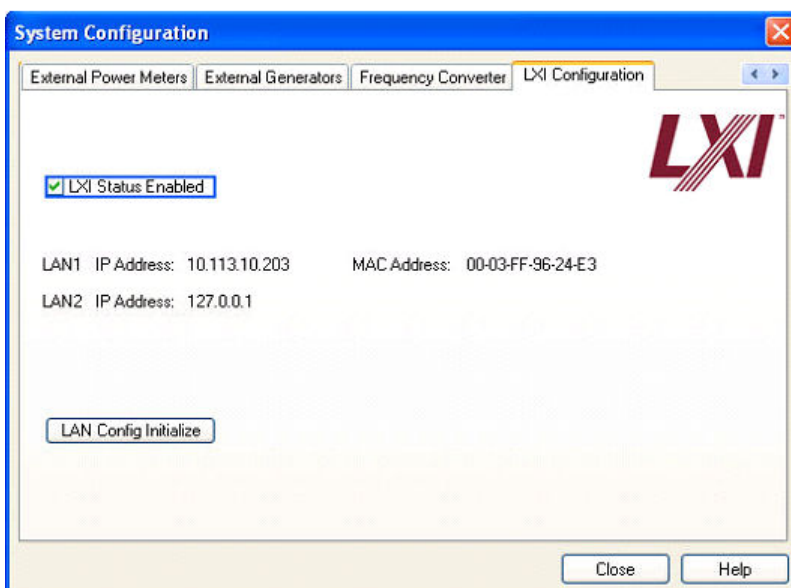 System Configuration
External Power Meters External Generators Frequency Converter LXI Configuration
LXI
LXI Status Enabled
LAN1 IP Address: 10.113.10.203 MAC Address: 00-03-FF-96-24-E3
LAN2 IP Address: 127.0.0.1
LAN Config Initialize
Close Help